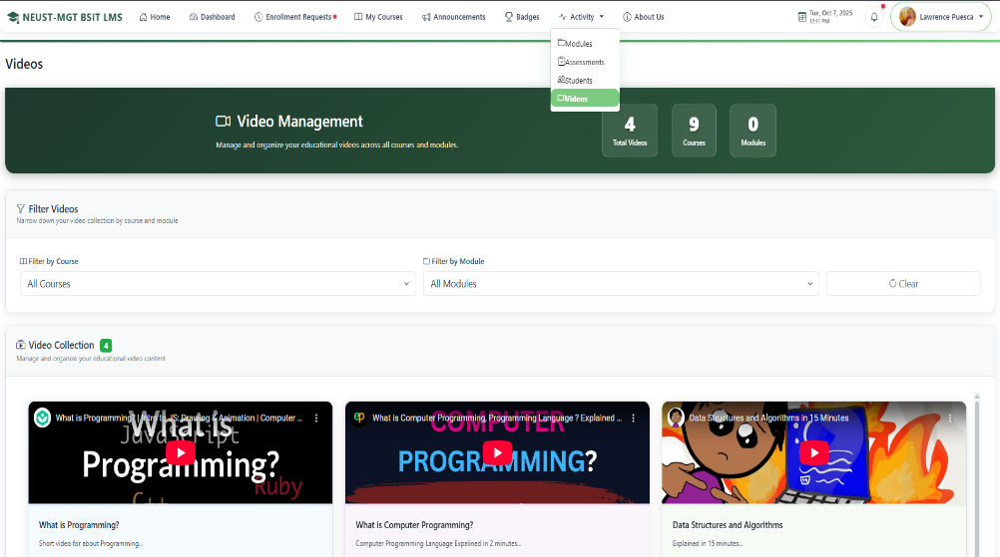 NEUST-MGT BSIT LMS
Home
Dashboard
Enrollment Requests
My Courses
Announcements
Badges
Activity
About Us
Tue, Oct 7, 2025
12:11 PM
Lawrence Puesca
Modules
Assessments
Students
Videos
Videos
Video Management
Manage and organize your educational videos across all courses and modules.
4
Total Videos
9
Courses
0
Modules
Filter Videos
Narrow down your video collection by course and module
Filter by Course
All Courses
Filter by Module
All Modules
Clear
Video Collection 4
Manage and organize your educational video content
What is Programming? | Intro to JS: Drawing & Animation | Computer ...
What is
JavaScript
Programming?
Ruby
C++
What is Programming?
Short video for about Programming...
What is Computer Programming, Programming Language ? Explained ...
COMPUTER
PROGRAMMING?
What is Computer Programming?
Computer Programming Language Expalined in 2 minutes...
Data Structures and Algorithms in 15 Minutes
Data Structures and Algorithms
Explained in 15 minutes...